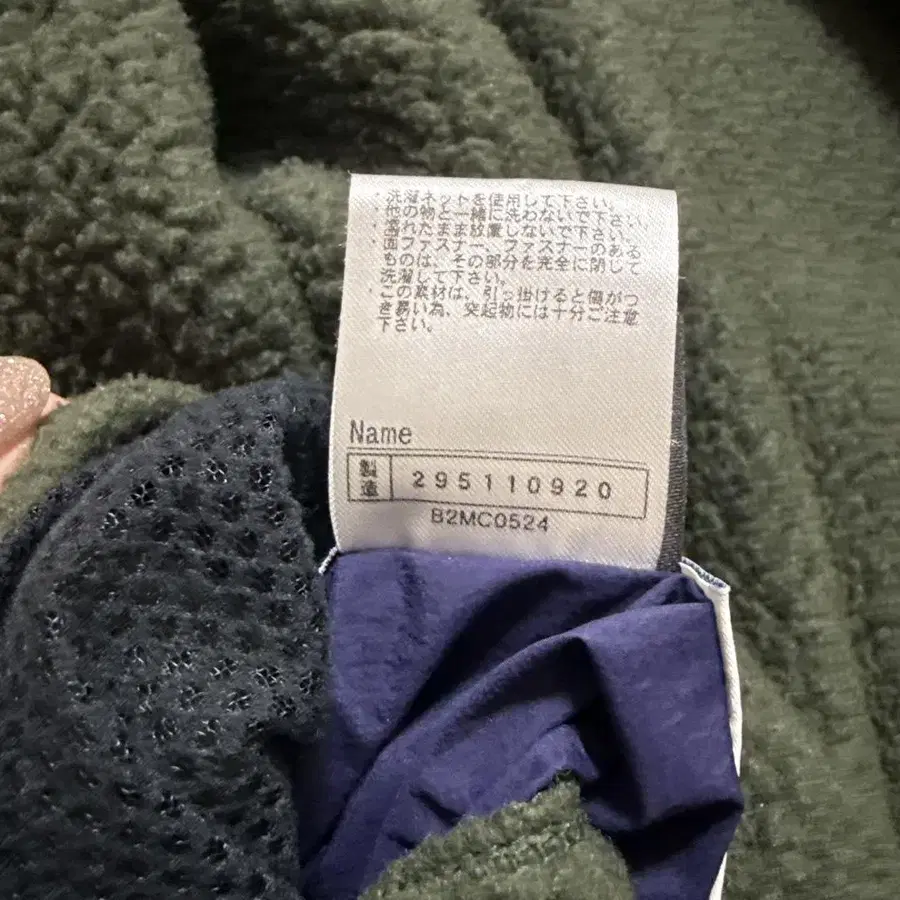 ・洗濯ネットを使用して下さい。
・他の物と一緒に洗わないで下さい。
・濡れたまま放置しないで下さい。
・面ファスナー、ファスナーのある
ものは、その部分を完全に閉じて
洗濯して下さい。
・この素材は、引っ掛けると傷がつ
き易い為、突起物には十分ご注意
下さい。
Name
製造 295110920
B2MC0524